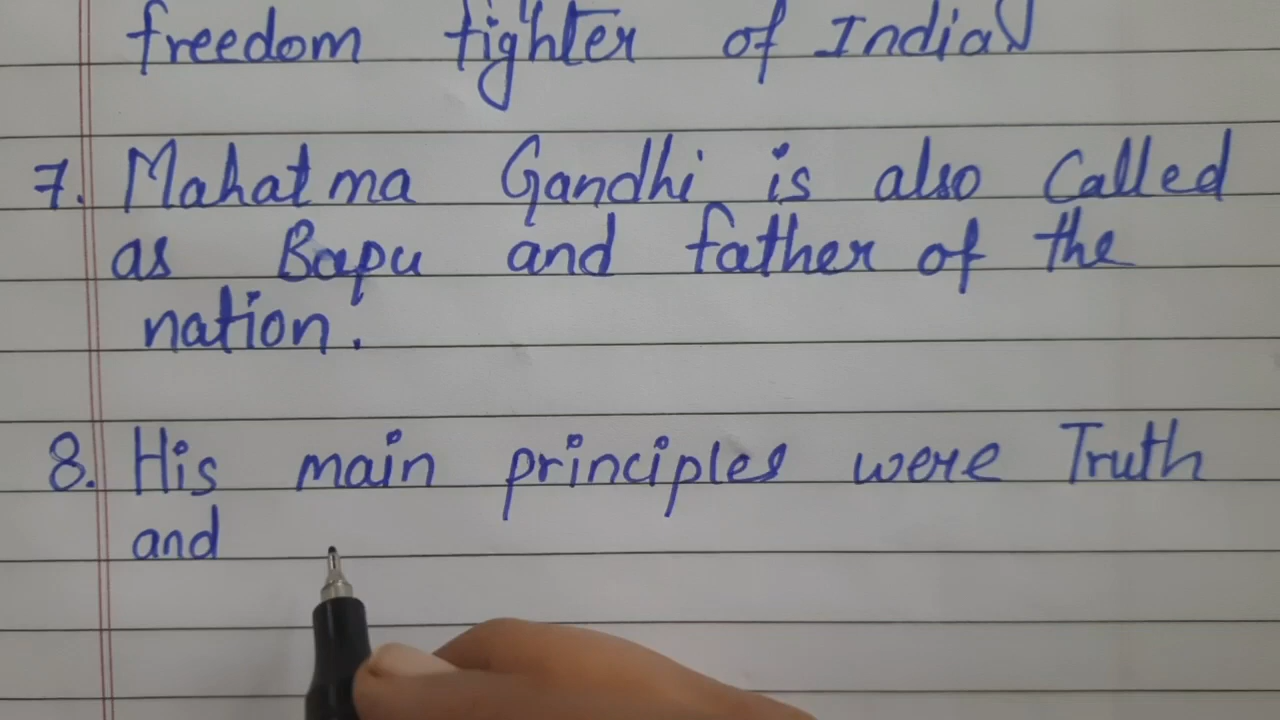 freedom fighter of India
7. Mahatma Gandhi is also Called
as Bapu and father of the
nation.
8. His main principles were Truth
and